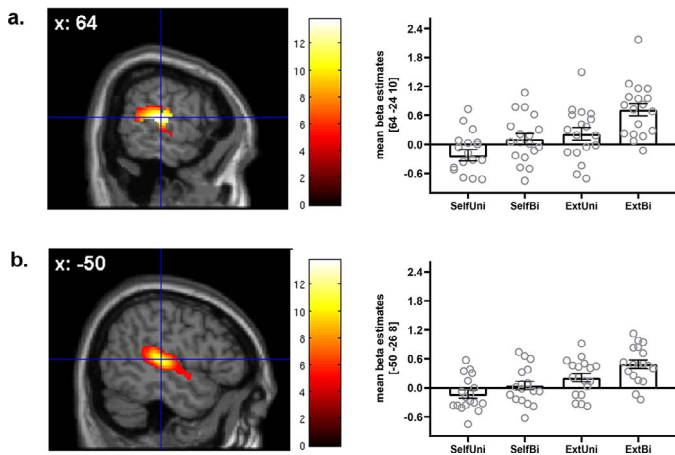 a.
x: 64
12
10
8
6
4
2
0
mean beta estimates
[64 -24 10]
2.4
1.8
1.2
0.6
0.0
-0.6
SelfUni SelfBi ExtUni ExtBi
b.
x: -50
12
10
8
6
4
2
0
mean beta estimates
[-50 -26 8]
2.4
1.8
1.2
0.6
0.0
-0.6
SelfUni SelfBi ExtUni ExtBi